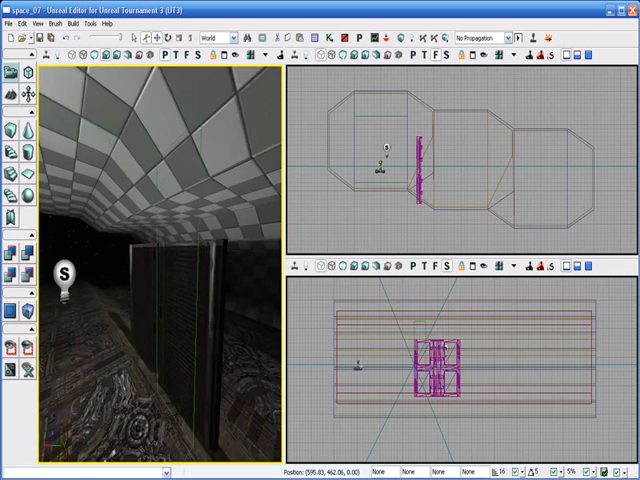 space_07 - Unreal Editor for Unreal Tournament 3 (UT3)
File Edit View Brush Build Tools Help
World No Propagation
P T F S P T F S
S
S
P T F S
Position: (595.83, 462.06, 0.00) None None None None 16 5 5%